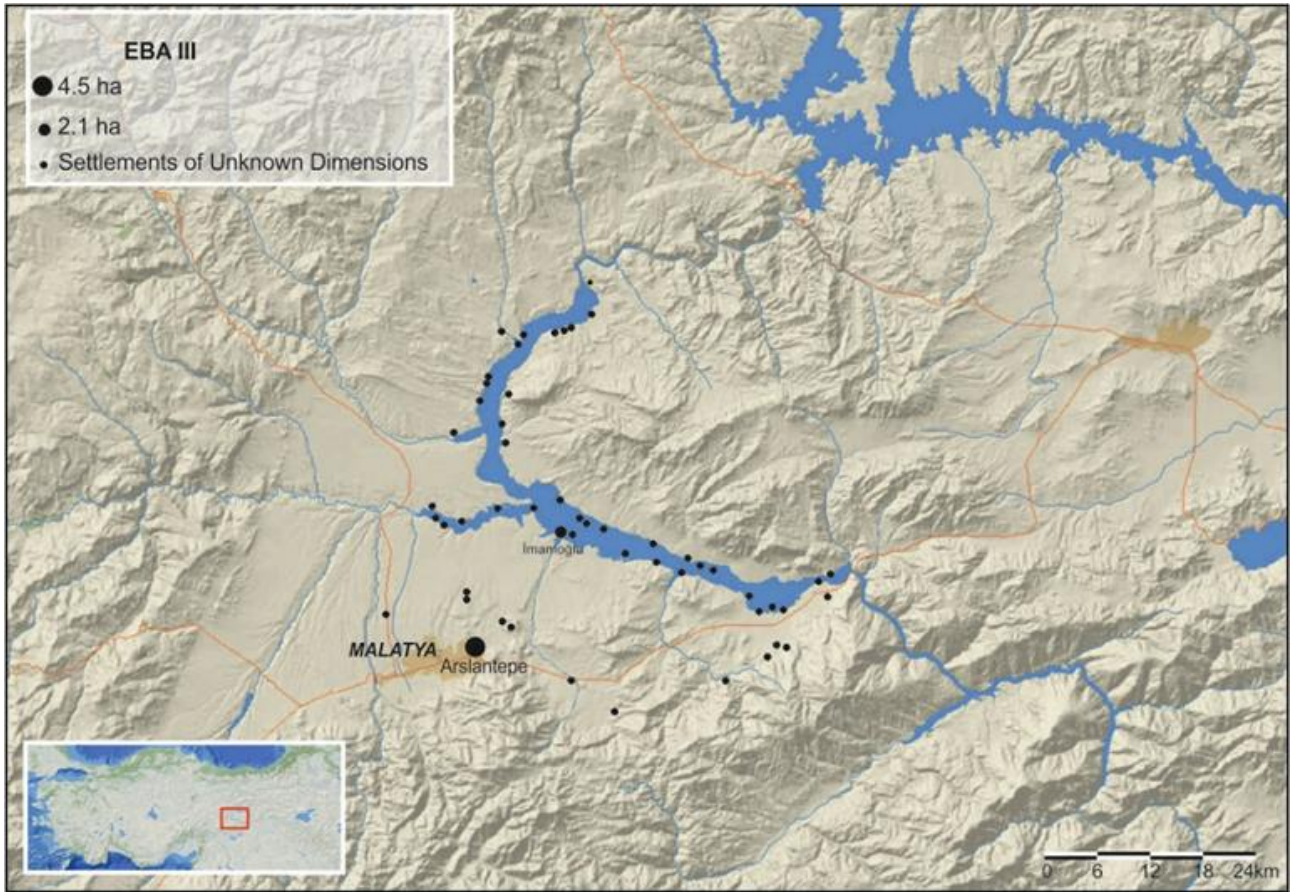 EBA III
4.5 ha
2.1 ha
Settlements of Unknown Dimensions
Imamoğlu
MALATYA
Arslantepe
0 6 12 18 24km